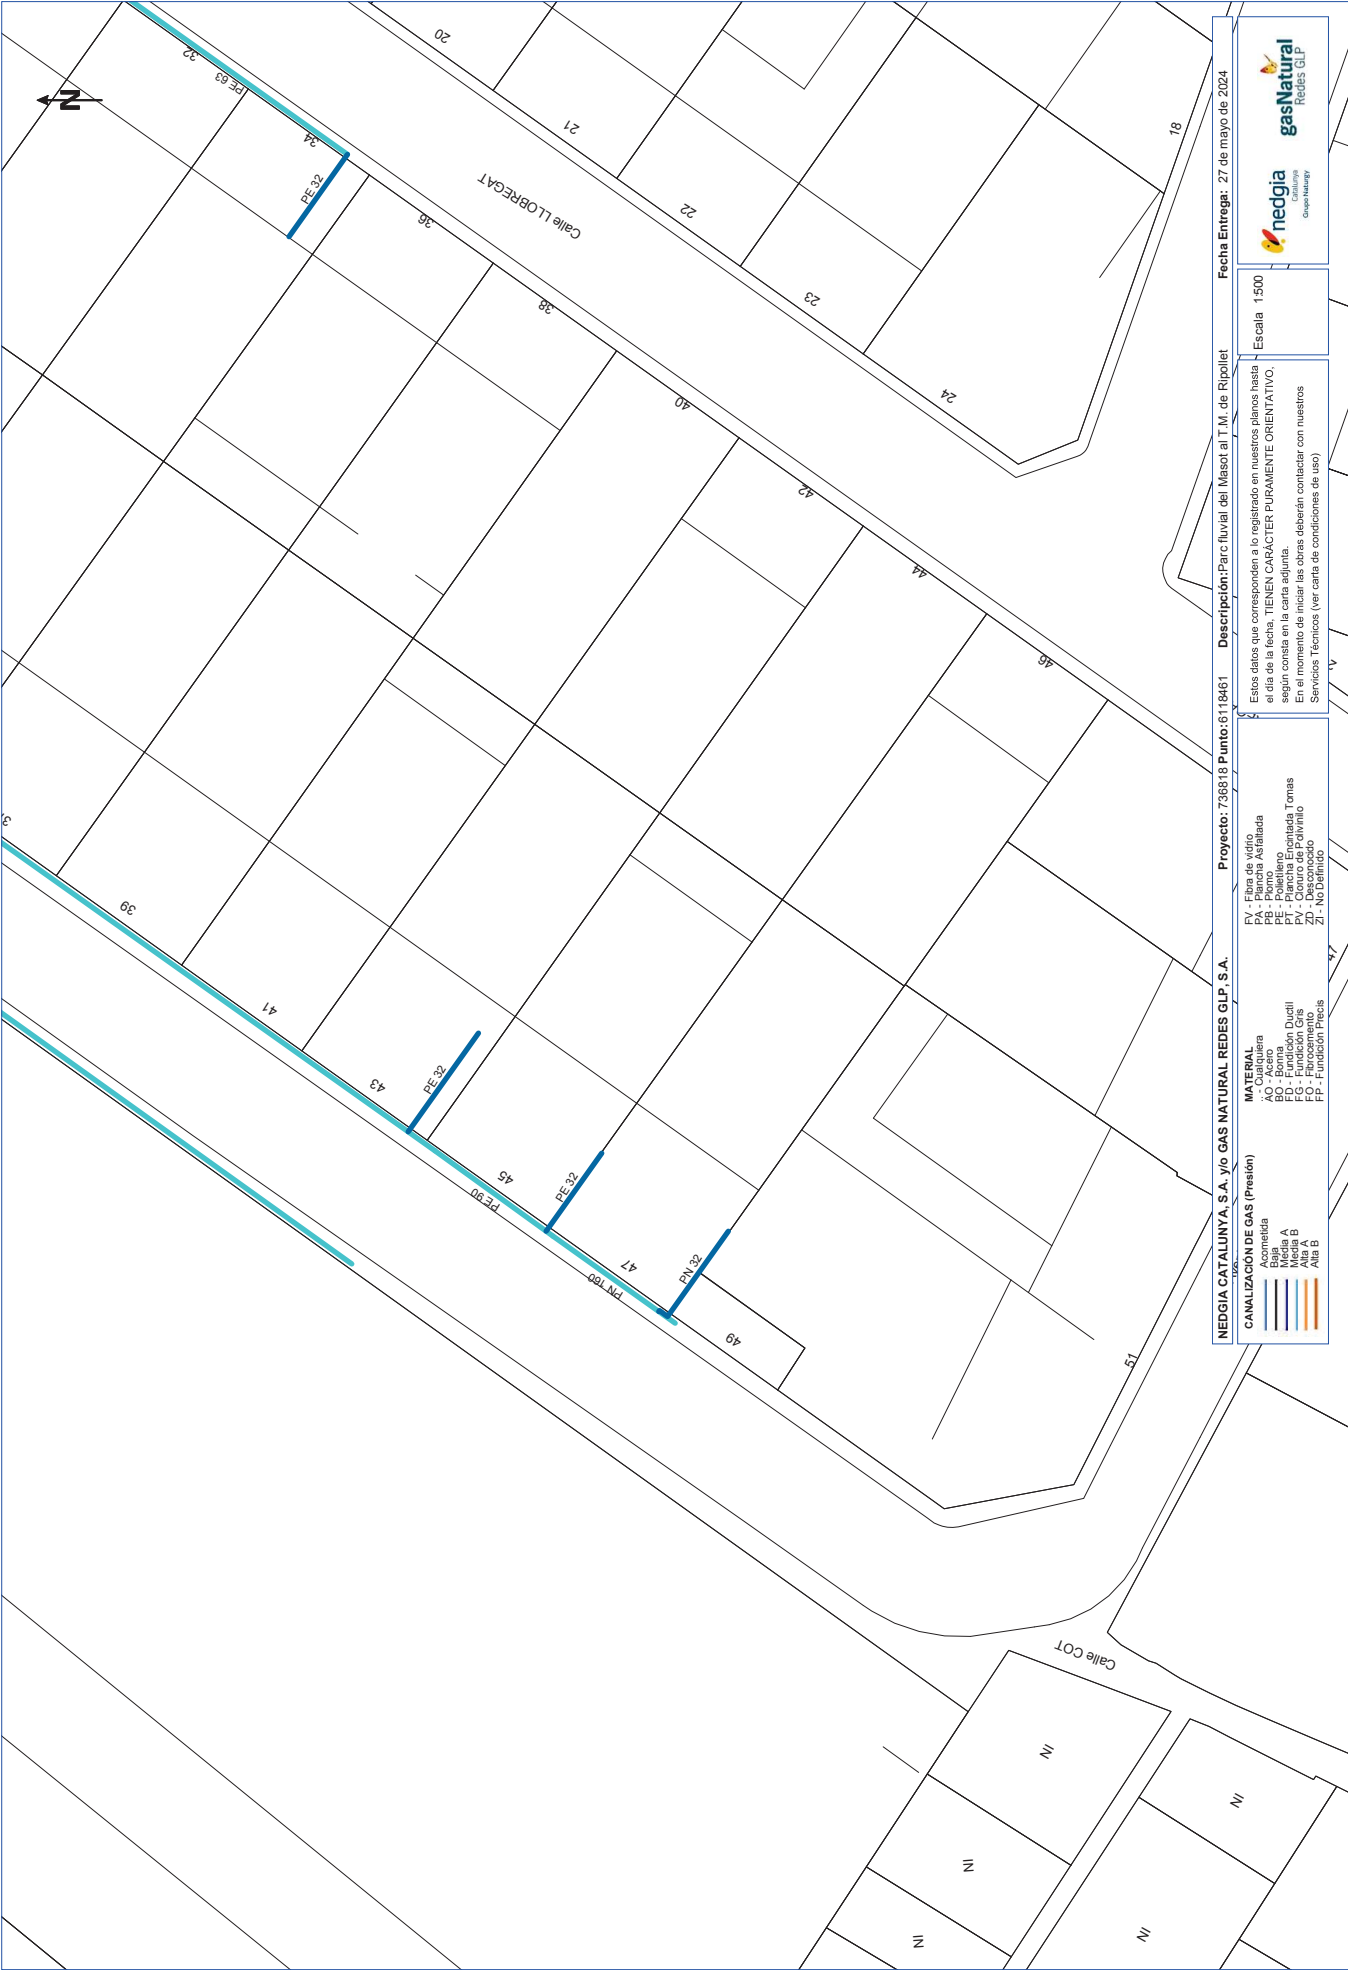 N
32
PE 63
34
PE 32
36
38
40
42
44
46
Calle LLOBREGAT
20
21
22
23
24
18
39
41
43
PE 32
45
PE 90
PE 32
47
PN 160
PN 32
49
51
47
Calle COT
IN
IN
IN
IN
IN
NEDGIA CATALUNYA, S.A. y/o GAS NATURAL REDES GLP, S.A.
Proyecto: 736818 Punto:6118461
Descripción:Parc fluvial del Masot al T.M. de Ripollet
Fecha Entrega: 27 de mayo de 2024
CANALIZACIÓN DE GAS (Presión)
Acometida
Baja
Media A
Media B
Alta A
Alta B
MATERIAL
.. - Cualquiera
AO - Acero
BO - Bonna
FD - Fundición Ductil
FG - Fundición Gris
FO - Fibrocemento
FP - Fundición Precis
FV - Fibra de vidrio
PA - Plancha Asfaltada
PB - Plomo
PE - Polietileno
PT - Plancha Encintada Tomas
PV - Cloruro de Polivinilo
ZD - Desconocido
ZI - No Definido
Estos datos que corresponden a lo registrado en nuestros planos hasta
el día de la fecha, TIENEN CARÁCTER PURAMENTE ORIENTATIVO,
según consta en la carta adjunta.
En el momento de iniciar las obras deberán contactar con nuestros
Servicios Técnicos (ver carta de condiciones de uso)
Escala 1:500
nedgia
Catalunya
Grupo Naturgy
gasNatural
Redes GLP